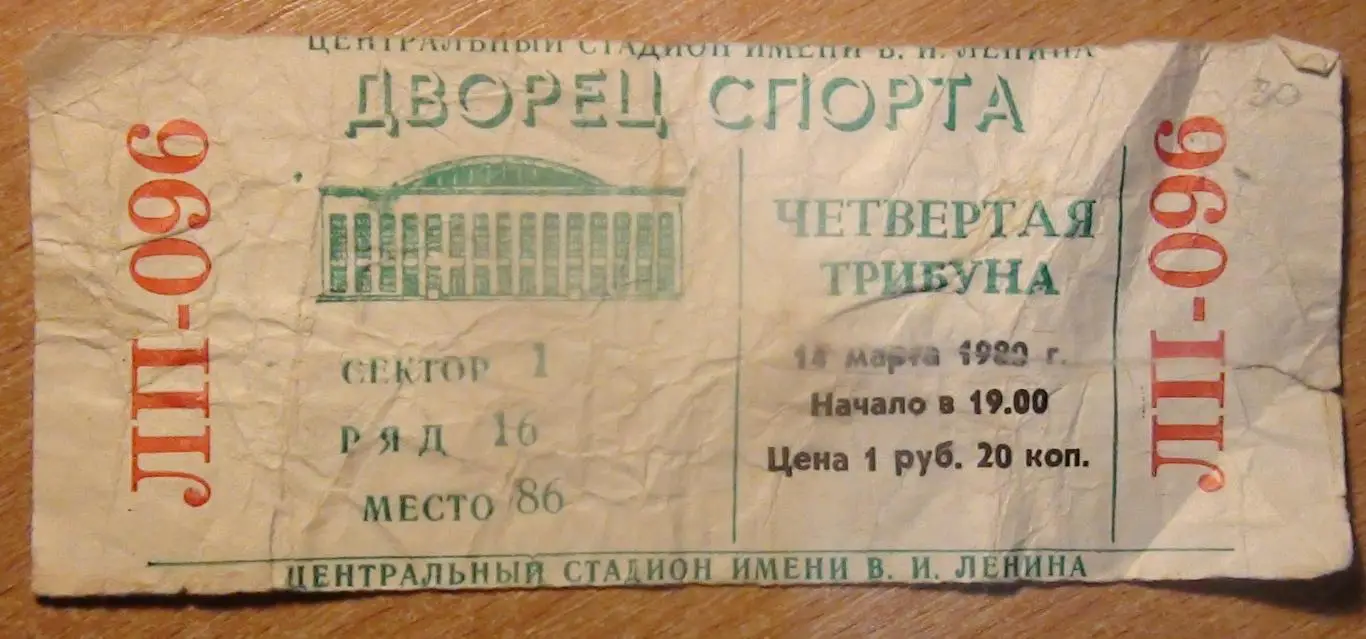 ЦЕНТРАЛЬНЫЙ СТАДИОН ИМЕНИ В. И. ЛЕНИНА
ДВОРЕЦ СПОРТА
ЛП-096
ЧЕТВЕРТАЯ
ТРИБУНА
СЕКТОР 1
РЯД 16
МЕСТО 86
марта
Начало в 19.00
Цена 1 руб. 20 коп.
ЛП-096
ЦЕНТРАЛЬНЫЙ СТАДИОН ИМЕНИ В. И. ЛЕНИНА